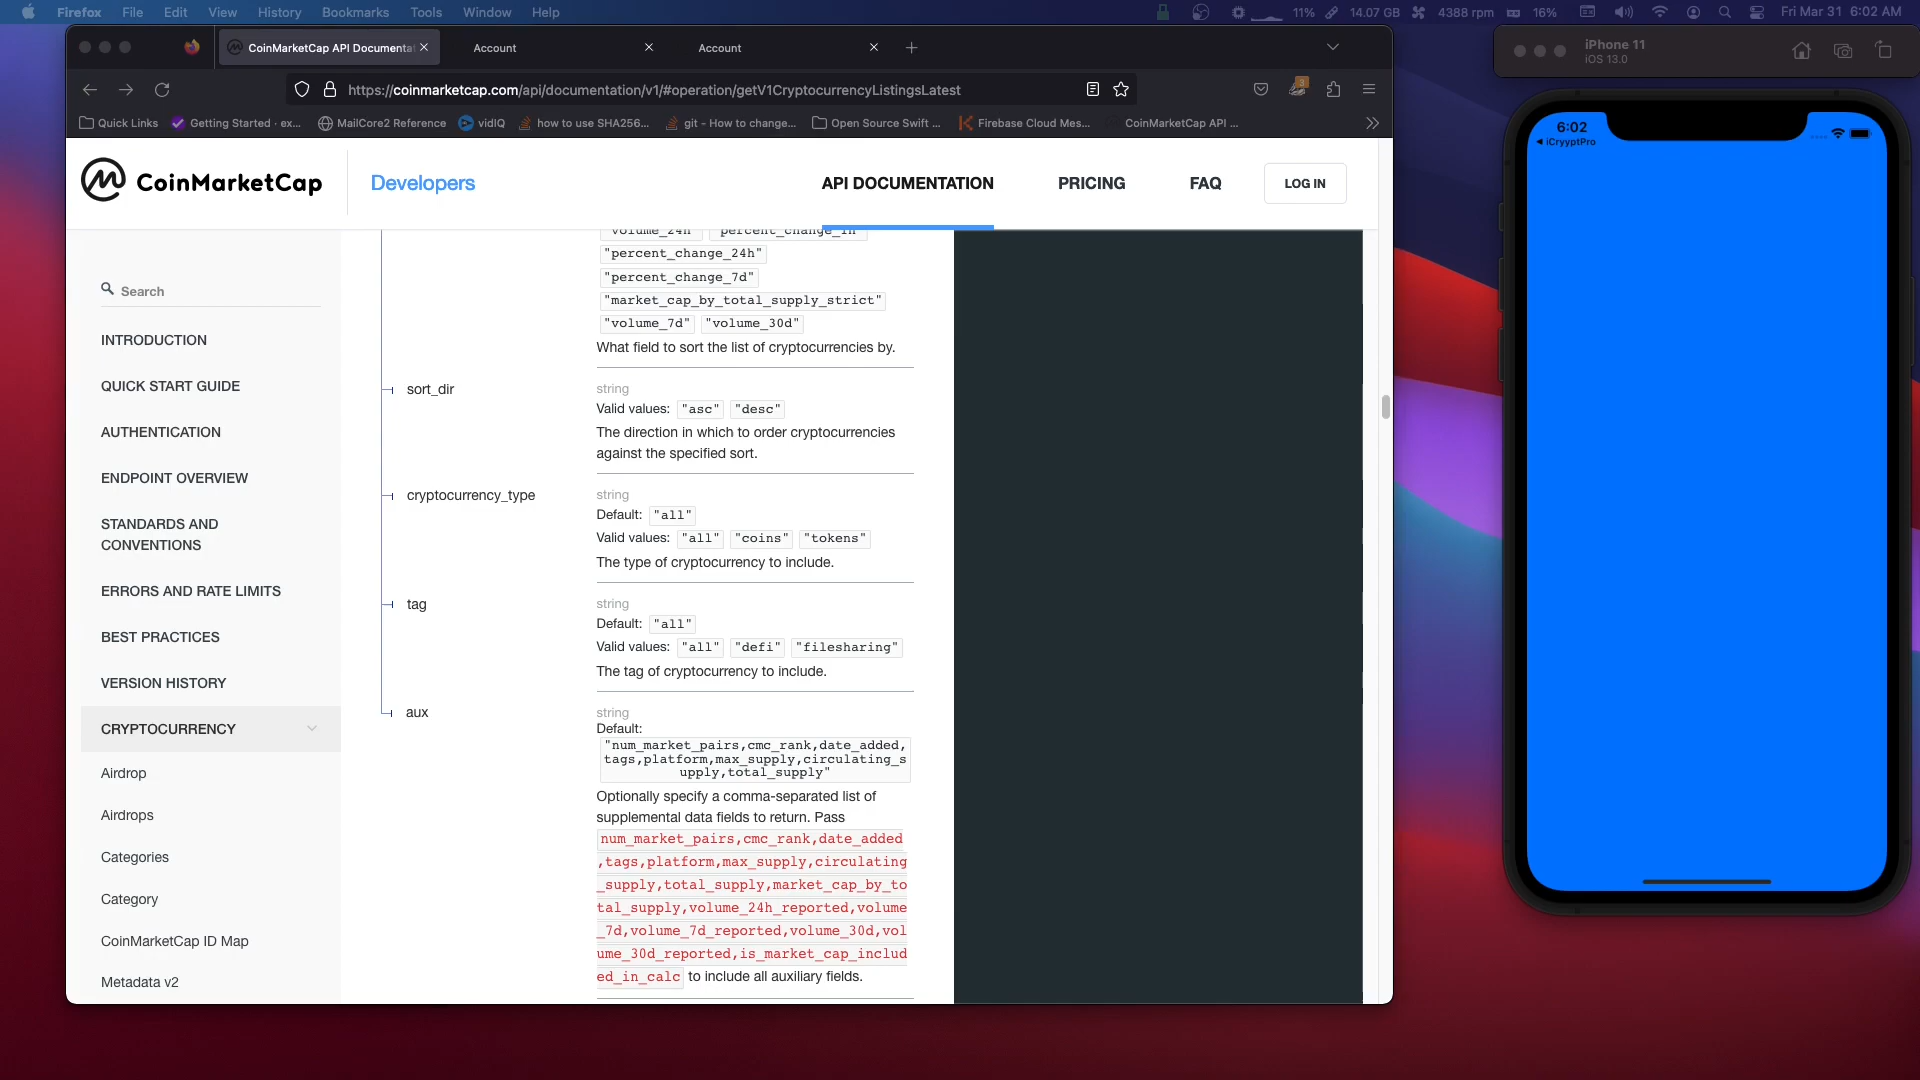 Firefox File Edit View History Bookmarks Tools Window Help 11% 14.07 GB 4388 rpm 16% Fri Mar 31 6:02 AM
CoinMarketCap API Documenta
Account
Account
https://coinmarketcap.com/api/documentation/v1/#operation/getV1CryptocurrencyListingsLatest
3
Quick Links Getting Started · ex... MailCore2 Reference vidIQ how to use SHA256... git - How to change... Open Source Swift ... Firebase Cloud Mes... CoinMarketCap API ...
CoinMarketCap
Developers
API DOCUMENTATION
PRICING
FAQ
LOG IN
Search
INTRODUCTION
QUICK START GUIDE
AUTHENTICATION
ENDPOINT OVERVIEW
STANDARDS AND
CONVENTIONS
ERRORS AND RATE LIMITS
BEST PRACTICES
VERSION HISTORY
CRYPTOCURRENCY
Airdrop
Airdrops
Categories
Category
CoinMarketCap ID Map
Metadata v2
"volume_24h" "percent_change_1h"
"percent_change_24h"
"percent_change_7d"
"market_cap_by_total_supply_strict"
"volume_7d" "volume_30d"
What field to sort the list of cryptocurrencies by.
sort_dir
string
Valid values: "asc" "desc"
The direction in which to order cryptocurrencies
against the specified sort.
cryptocurrency_type
string
Default: "all"
Valid values: "all" "coins" "tokens"
The type of cryptocurrency to include.
tag
string
Default: "all"
Valid values: "all" "defi" "filesharing"
The tag of cryptocurrency to include.
aux
string
Default:
"num_market_pairs,cmc_rank,date_added,
tags,platform,max_supply,circulating_s
upply,total_supply"
Optionally specify a comma-separated list of
supplemental data fields to return. Pass
num_market_pairs,cmc_rank,date_added
,tags,platform,max_supply,circulating
_supply,total_supply,market_cap_by_to
tal_supply,volume_24h_reported,volume
_7d,volume_7d_reported,volume_30d,vol
ume_30d_reported,is_market_cap_includ
ed_in_calc to include all auxiliary fields.
iPhone 11
iOS 13.0
6:02
iCryyptPro